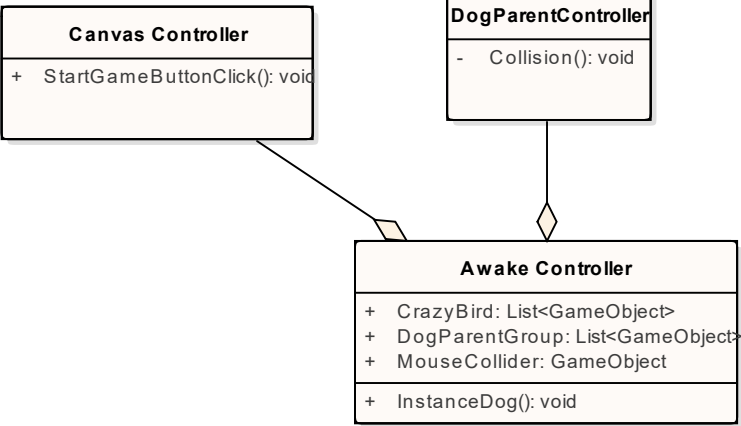 Canvas Controller
+ StartGameButtonClick(): void
DogParentController
- Collision(): void
Awake Controller
+ CrazyBird: List<GameObject>
+ DogParentGroup: List<GameObject>
+ MouseCollider: GameObject
+ InstanceDog(): void